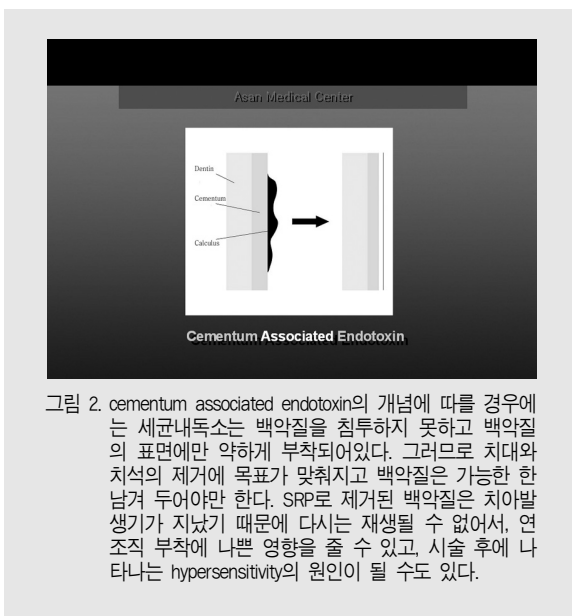 Asan Medical Center
Dentin
Cementum
Calculus
Cementum Associated Endotoxin
그림 2. cementum associated endotoxin의 개념에 따를 경우에
는 세균내독소는 백악질을 침투하지 못하고 백악질
의 표면에만 약하게 부착되어있다. 그러므로 치대와
치석의 제거에 목표가 맞춰지고 백악질은 가능한 한
남겨 두어야만 한다. SRP로 제거된 백악질은 치아발
생기가 지났기 때문에 다시는 재생될 수 없어서, 연
조직 부착에 나쁜 영향을 줄 수 있고, 시술 후에 나
타나는 hypersensitivity의 원인이 될 수도 있다.